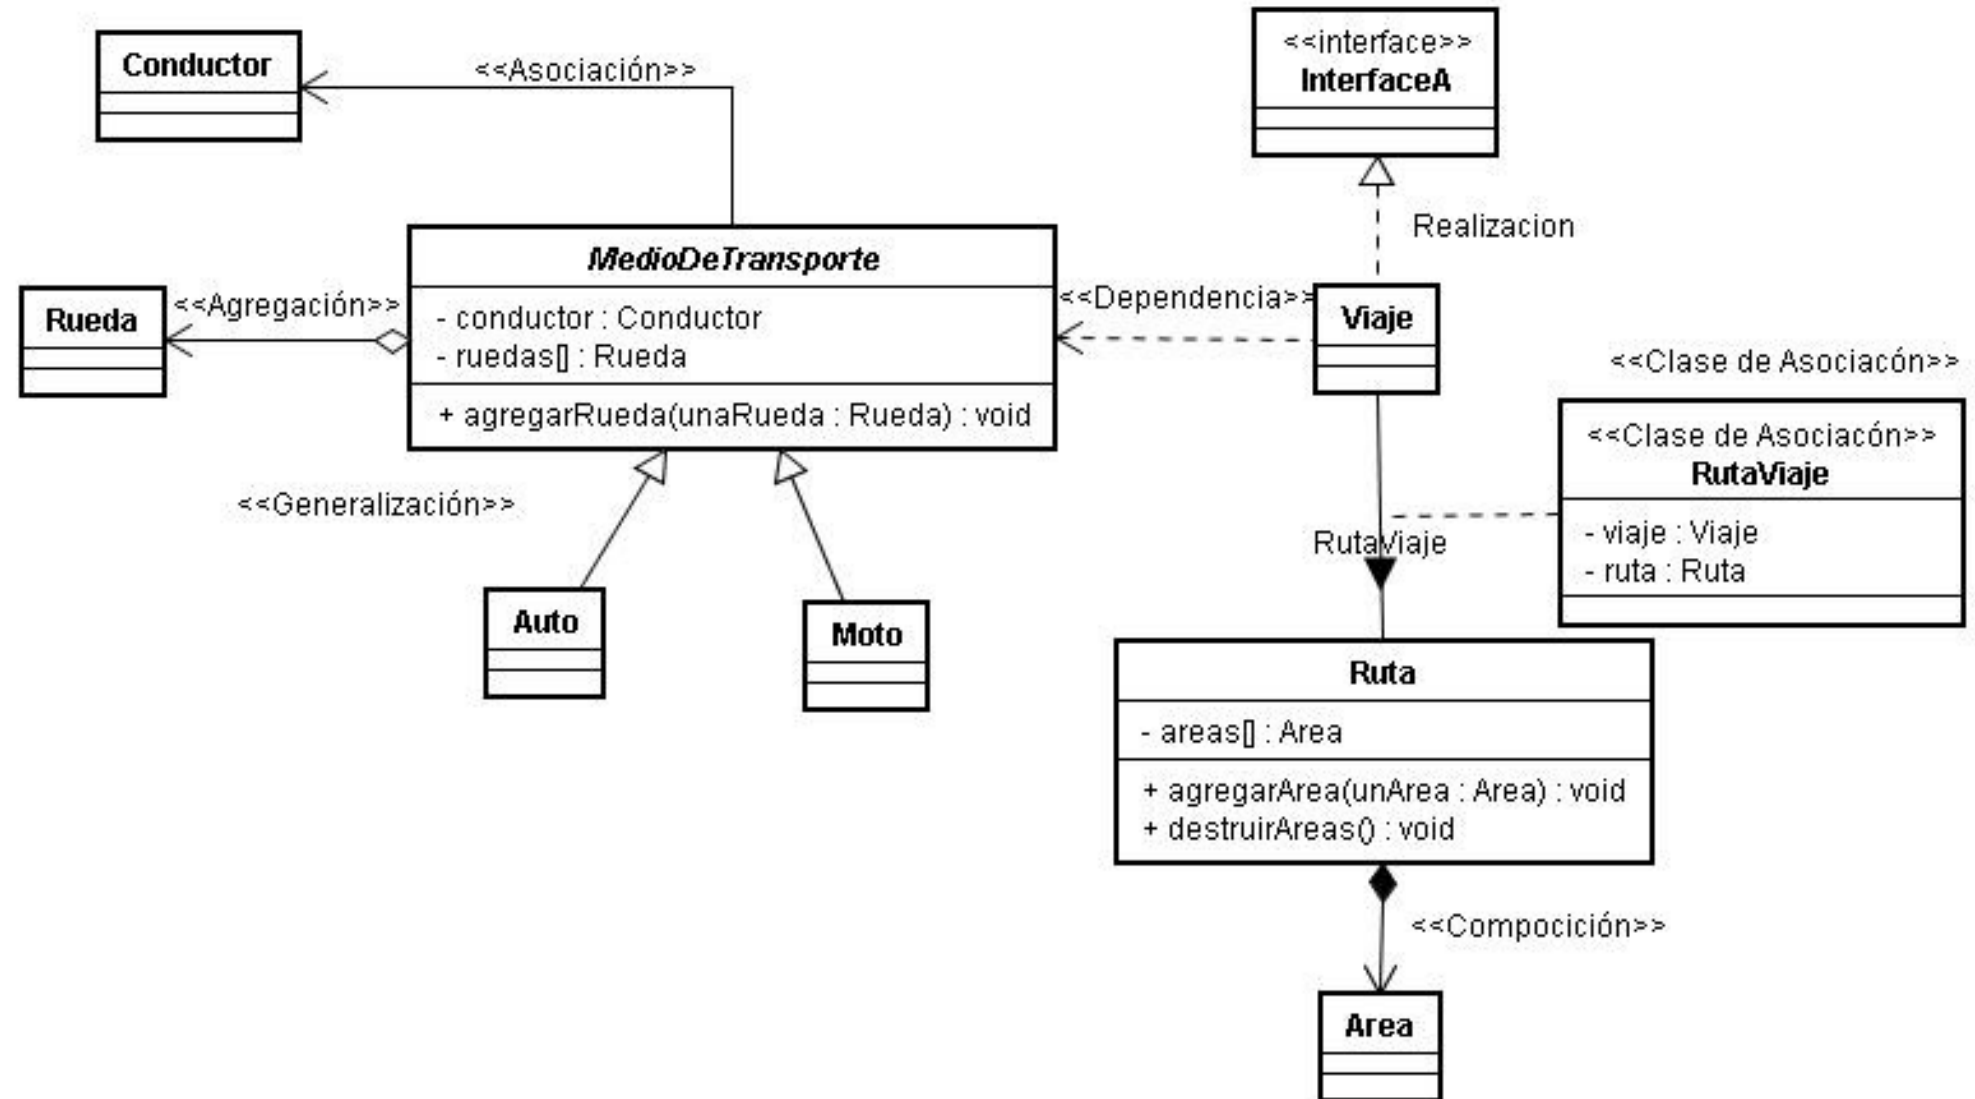 <<interface>>
InterfaceA
Conductor
<<Asociación>>
Realizacion
MedioDeTransporte
- conductor : Conductor
- ruedas[] : Rueda
+ agregarRueda(unaRueda : Rueda) : void
Rueda
<<Agregación>>
<<Dependencia>>
Viaje
<<Clase de Asociacón>>
<<Clase de Asociacón>>
RutaViaje
- viaje : Viaje
- ruta : Ruta
<<Generalización>>
RutaViaje
Auto
Moto
Ruta
- areas[] : Area
+ agregarArea(unArea : Area) : void
+ destruirAreas() : void
<<Compocición>>
Area